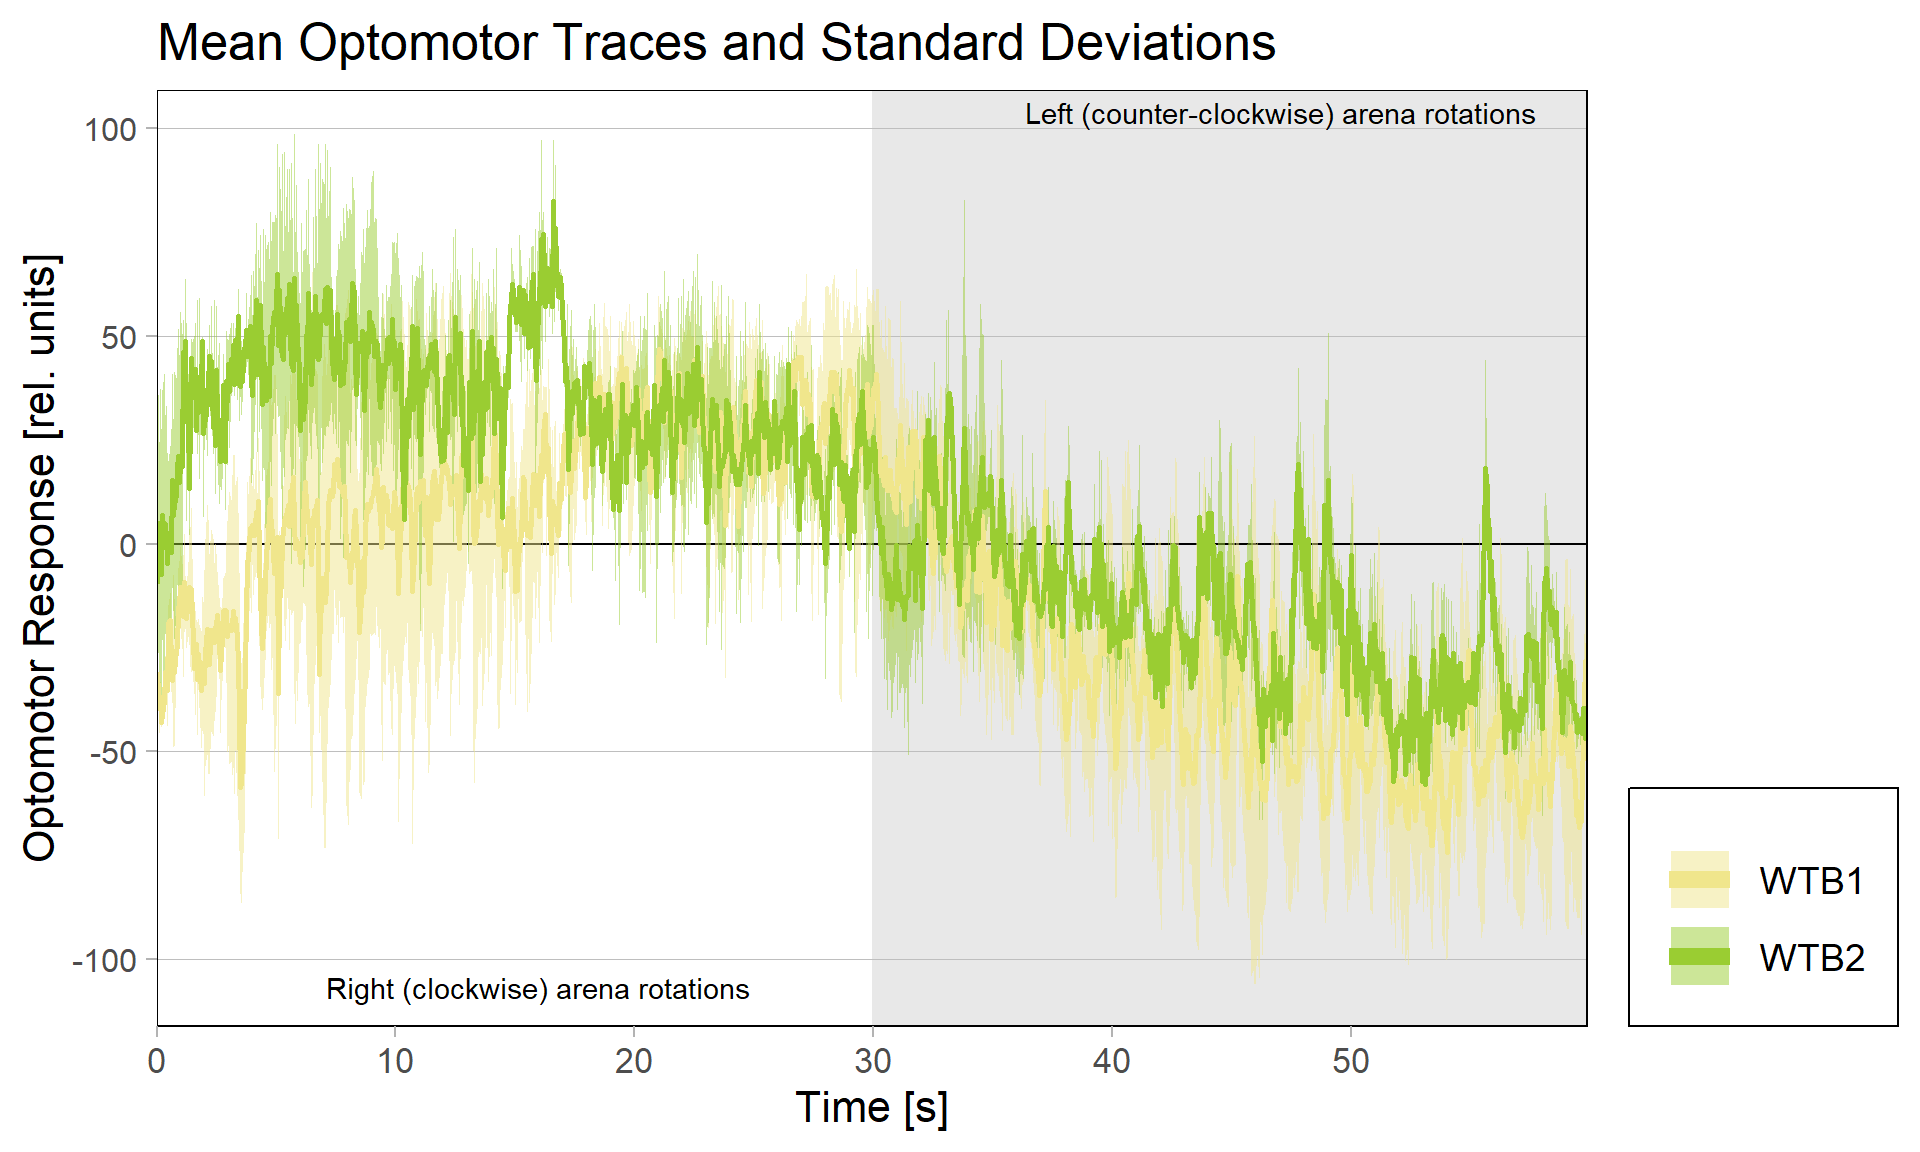 Mean Optomotor Traces and Standard Deviations
Left (counter-clockwise) arena rotations
100
50
0
-50
-100
Optomotor Response [rel. units]
Right (clockwise) arena rotations
0 10 20 30 40 50
Time [s]
WTB1
WTB2